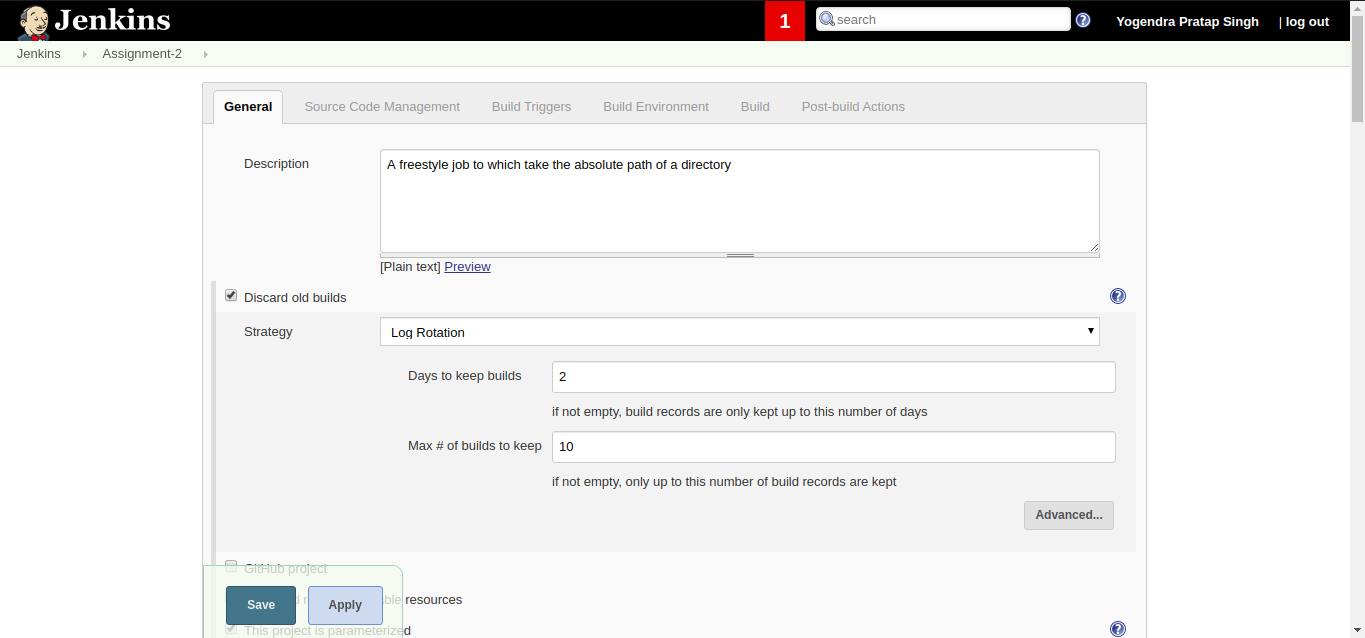 Jenkins
1
search
Yogendra Pratap Singh
| log out
Jenkins
Assignment-2
General
Source Code Management
Build Triggers
Build Environment
Build
Post-build Actions
Description
A freestyle job to which take the absolute path of a directory
[Plain text] Preview
Discard old builds
Strategy
Log Rotation
Days to keep builds
2
if not empty, build records are only kept up to this number of days
Max # of builds to keep
10
if not empty, only up to this number of build records are kept
Advanced...
GitHub project
resources
Save
Apply
This project is parameterized